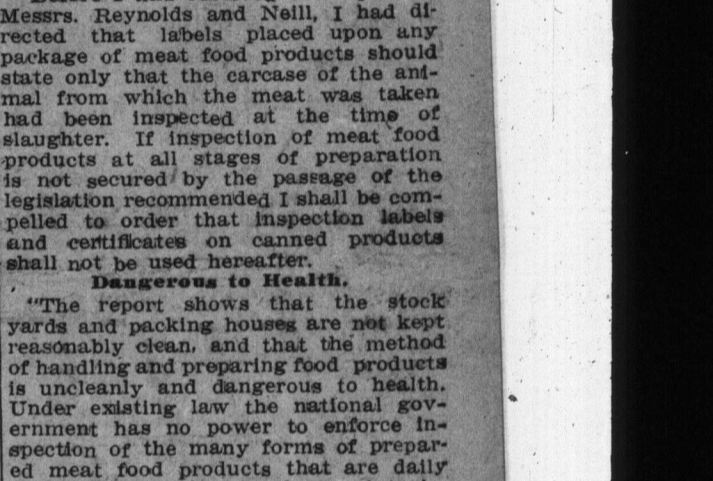 Messrs. Reynolds and Neill, I had di-
rected that labels placed upon any
package of meat food products should
state only that the carcase of the ani-
mal from which the meat was taken
had been inspected at the time of
slaughter. If inspection of meat food
products at all stages of preparation
is not secured by the passage of the
legislation recommended I shall be com-
pelled to order that inspection labels
and certificates on canned products
shall not be used hereafter.
Dangerous to Health.
"The report shows that the stock
yards and packing houses are not kept
reasonably clean, and that the method
of handling and preparing food products
is uncleanly and dangerous to health.
Under existing law the national gov-
ernment has no power to enforce in-
spection of the many forms of prepar-
ed meat food products that are daily